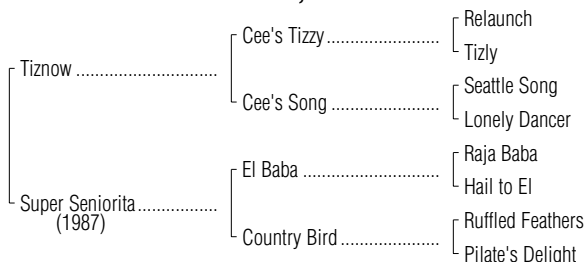 Relaunch
Cee's Tizzy
Tizly
Tiznow
Seattle Song
Cee's Song
Lonely Dancer
Raja Baba
El Baba
Hail to El
Super Seniorita
(1987)
Ruffled Feathers
Country Bird
Pilate's Delight